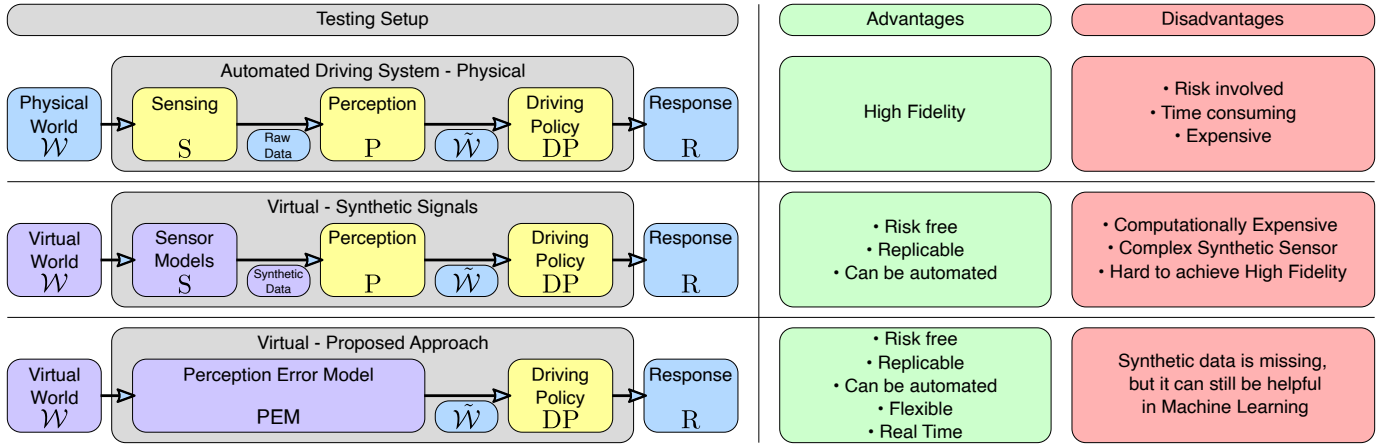 Testing Setup
Advantages
Disadvantages
Automated Driving System - Physical
Physical
World
𝒲
Sensing
S
Raw
Data
Perception
P
𝒲̃
Driving
Policy
DP
Response
R
High Fidelity
• Risk involved
• Time consuming
• Expensive
Virtual - Synthetic Signals
Virtual
World
𝒲
Sensor
Models
S
Synthetic
Data
Perception
P
𝒲̃
Driving
Policy
DP
Response
R
• Risk free
• Replicable
• Can be automated
• Computationally Expensive
• Complex Synthetic Sensor
• Hard to achieve High Fidelity
Virtual - Proposed Approach
Virtual
World
𝒲
Perception Error Model
PEM
𝒲̃
Driving
Policy
DP
Response
R
• Risk free
• Replicable
• Can be automated
• Flexible
• Real Time
Synthetic data is missing,
but it can still be helpful
in Machine Learning